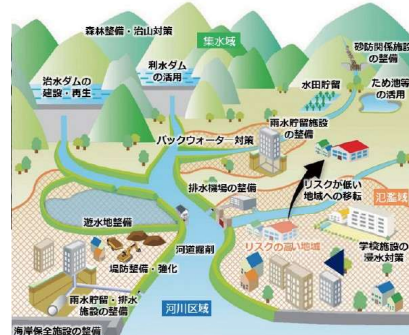 森林整備・治山対策
集水域
砂防関係施設
の整備
治水ダムの
建設・再生
利水ダム
の活用
水田貯留
ため池等
の活用
雨水貯留施設
の整備
バックウォーター対策
排水機場の整備
リスクが低い
地域への移転
氾濫域
遊水地整備
河道掘削
リスクの高い地域
学校施設の
浸水対策
堤防整備・強化
雨水貯留・排水
施設の整備
河川区域
海岸保全施設の整備